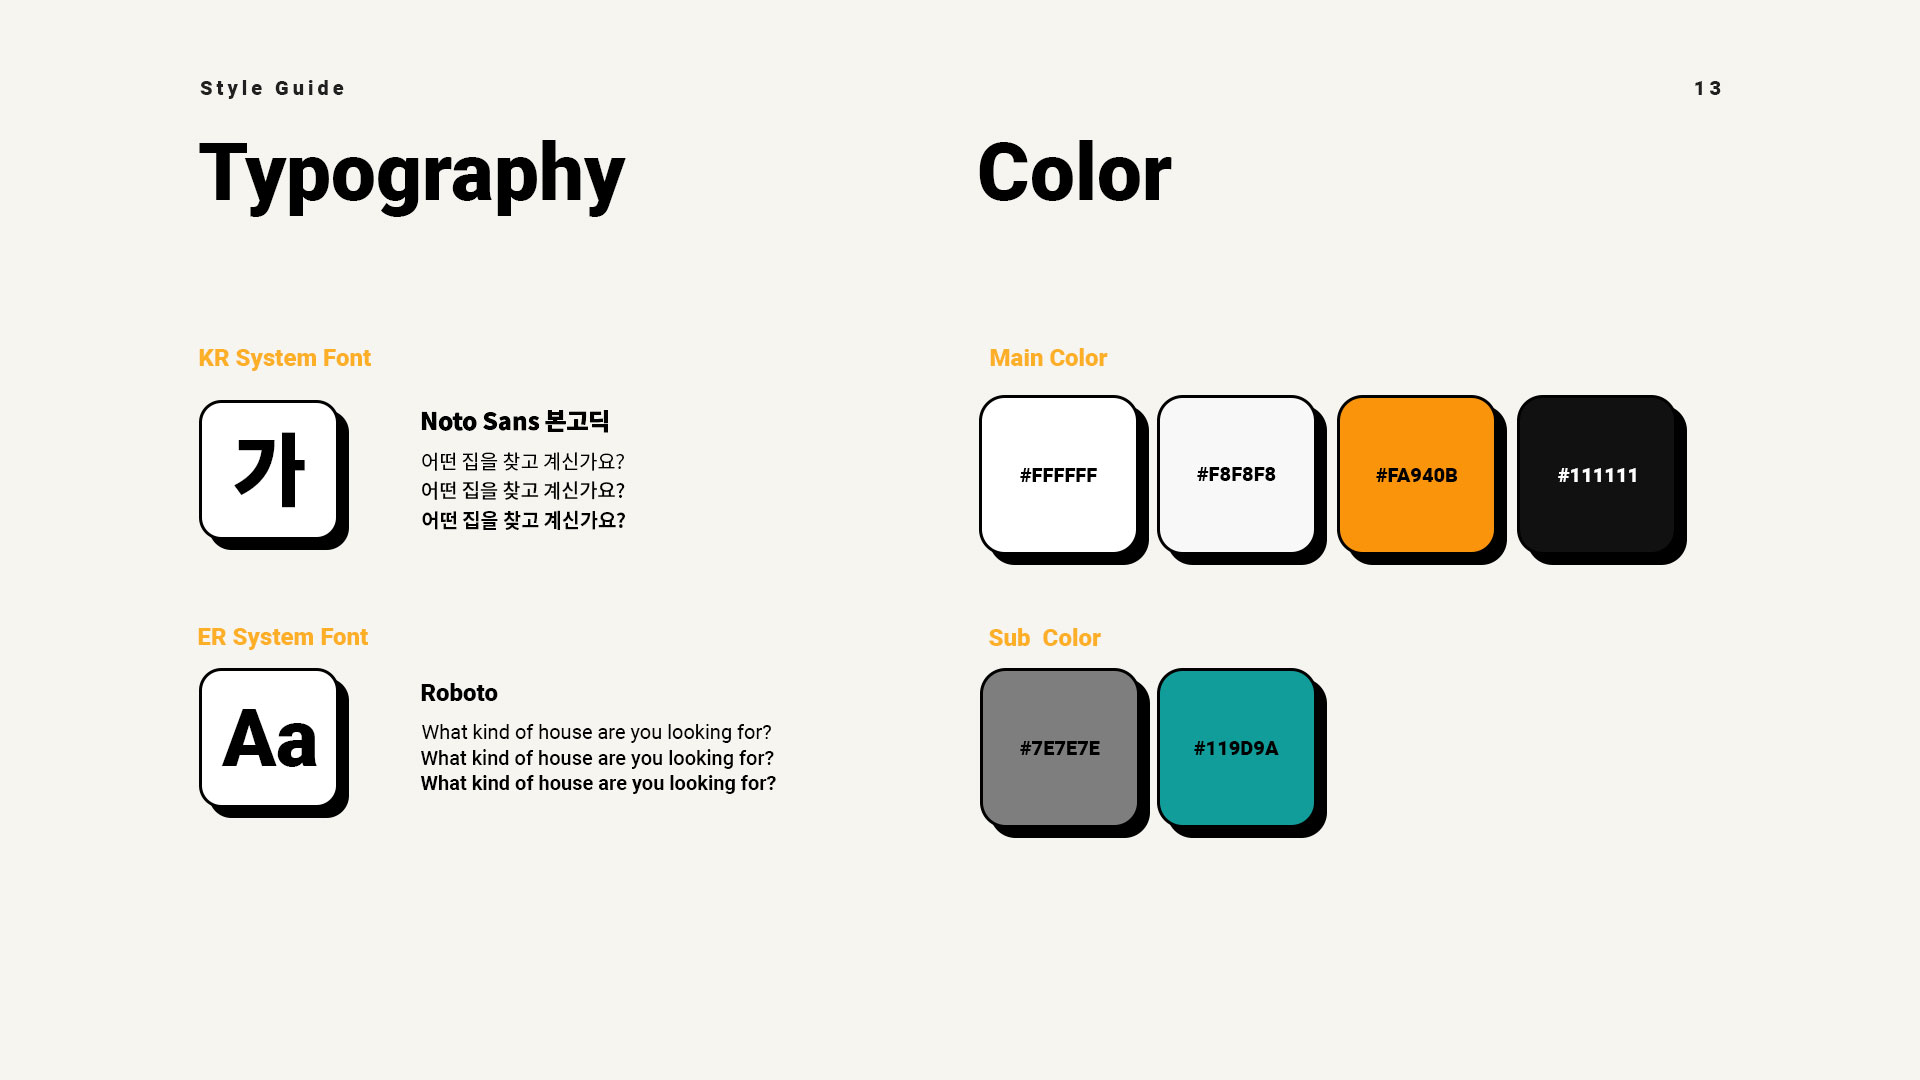 Style Guide
13
Typography
Color
KR System Font
가
Noto Sans 본고딕
어떤 집을 찾고 계신가요?
어떤 집을 찾고 계신가요?
어떤 집을 찾고 계신가요?
ER System Font
Aa
Roboto
What kind of house are you looking for?
What kind of house are you looking for?
What kind of house are you looking for?
Main Color
#FFFFFF
#F8F8F8
#FA940B
#111111
Sub  Color
#7E7E7E
#119D9A